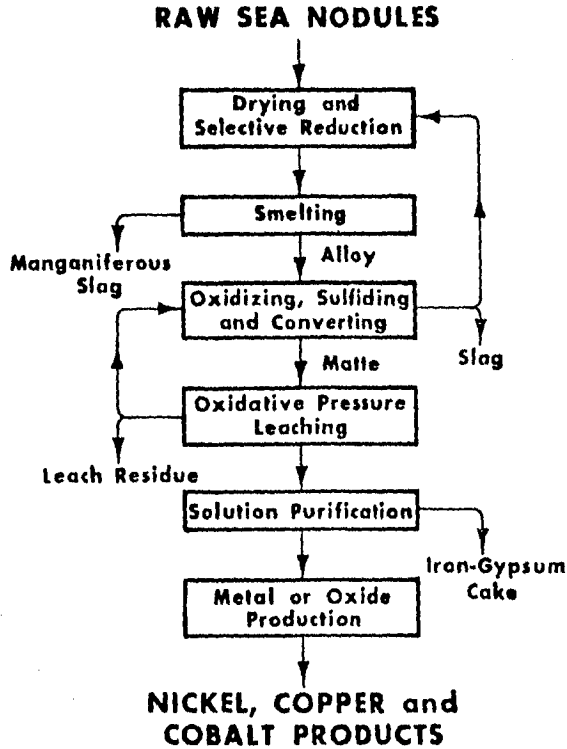 RAW SEA NODULES
Drying and
Selective Reduction
Smelting
Alloy
Manganiferous
Slag
Oxidizing, Sulfiding
and Converting
Slag
Matte
Oxidative Pressure
Leaching
Leach Residue
Solution Purification
Iron-Gypsum
Cake
Metal or Oxide
Production
NICKEL, COPPER and
COBALT PRODUCTS